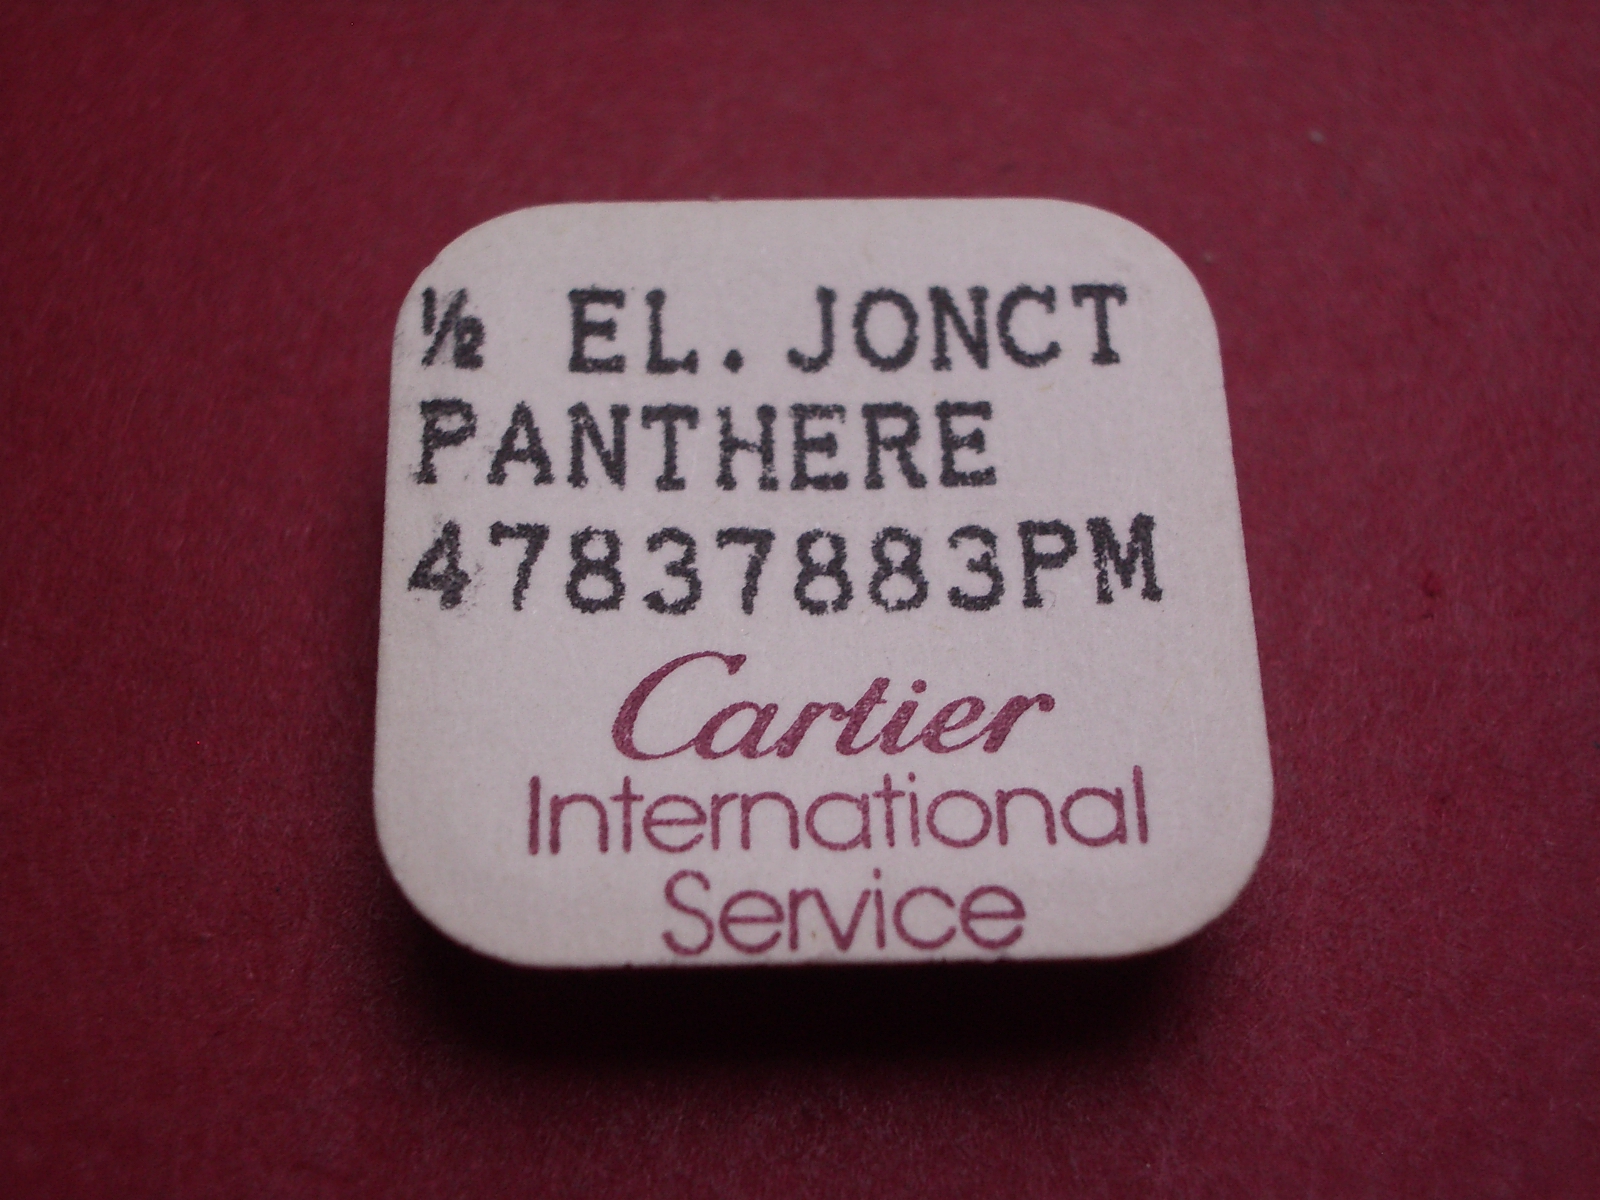 ½ EL. JONCT
PANTHERE
47837883PM
Cartier
International
Service